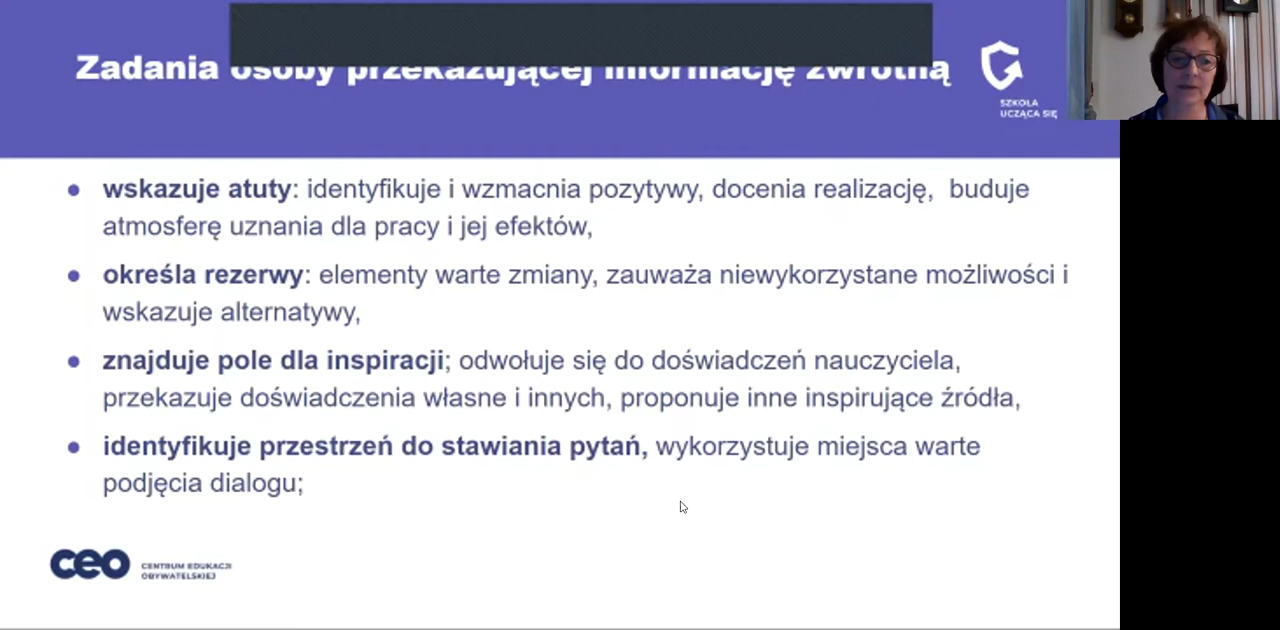 Zadania osoby przekazującej informację zwrotną
SZKOŁA
UCZĄCA SIĘ
wskazuje atuty: identyfikuje i wzmacnia pozytywy, docenia realizację, buduje
atmosferę uznania dla pracy i jej efektów,
określa rezerwy: elementy warte zmiany, zauważa niewykorzystane możliwości i
wskazuje alternatywy,
znajduje pole dla inspiracji; odwołuje się do doświadczeń nauczyciela,
przekazuje doświadczenia własne i innych, proponuje inne inspirujące źródła,
identyfikuje przestrzeń do stawiania pytań, wykorzystuje miejsca warte
podjęcia dialogu;
ceo
CENTRUM EDUKACJI
OBYWATELSKIEJ